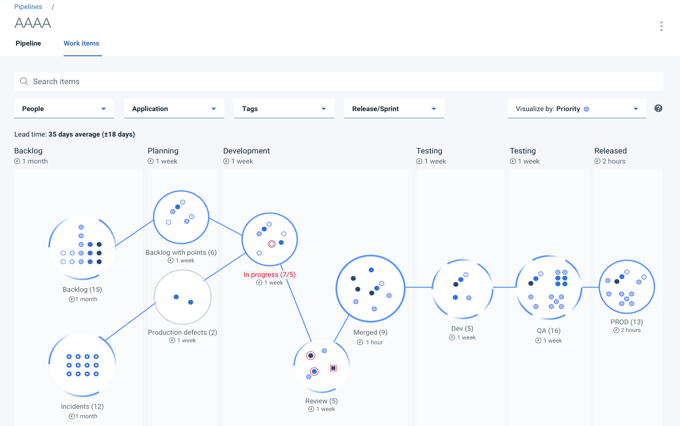 Pipelines /
AAAA
Pipeline Work items
Search items
People Application Tags Release/Sprint Visualize by: Priority ?
Lead time: 35 days average (±18 days)
Backlog Planning Development Testing Testing Released
1 month 1 week 1 week 1 week 1 week 2 hours
Backlog with points (6)
1 week
In progress (7/5)
1 week
Backlog (15)
1 month
Production defects (2)
1 week
Merged (9)
1 hour
Dev (5)
1 week
QA (16)
1 week
PROD (13)
2 hours
Review (5)
1 week
Incidents (12)
1 month